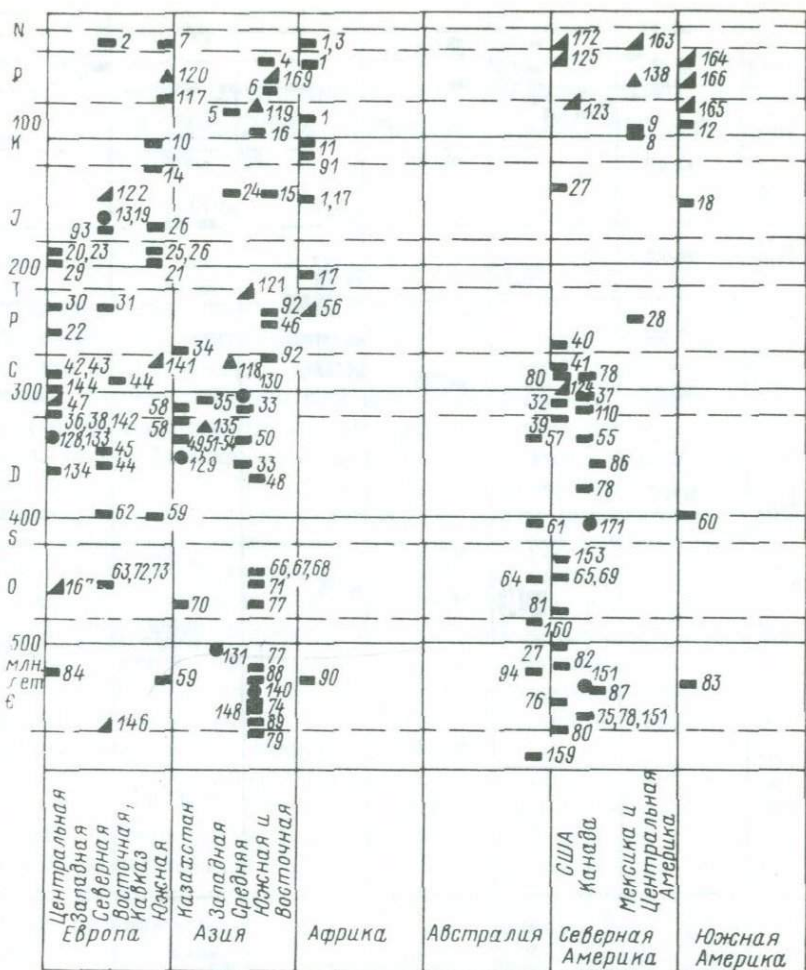 N 2 7 1,3 172 163
4 1 125 164
P 120 169 138 166
117 6
5 119 1 123 165
100 16 9 12
K 10 11 8
14 91
122 24 15 1,17 27 18
J 13,19
93 26
20,23 25,26
200 29 21 17
T 121
30 31 92 56
P 46 28
22
34 40
C 42,43 141 118 92 41
144 44 130 80 78
300 47 35 124 37
58 33 32 110
36,38,142 58 135 39
128,133 49,51-54 50 57 55
45 129
134 44 33 86
D 48 78
400 62 59 61 171 60
S
66,67,68 153
O 16 63,72,73 71 64 65,69
70 77 81
500 160
млн. 131 77 27 82
лет 84 59 88 90 94 151 83
Є 140 87
148 74 76
146 89 75,78,151
79 80
159
Центральная
Западная
Северная
Восточная,
Кавказ
Южная
Казахстан
Западная
Средняя
Южная и
Восточная
США
Канада
Мексика и
Центральная
Америка
Европа Азия Африка Австралия Северная Америка Южная Америка